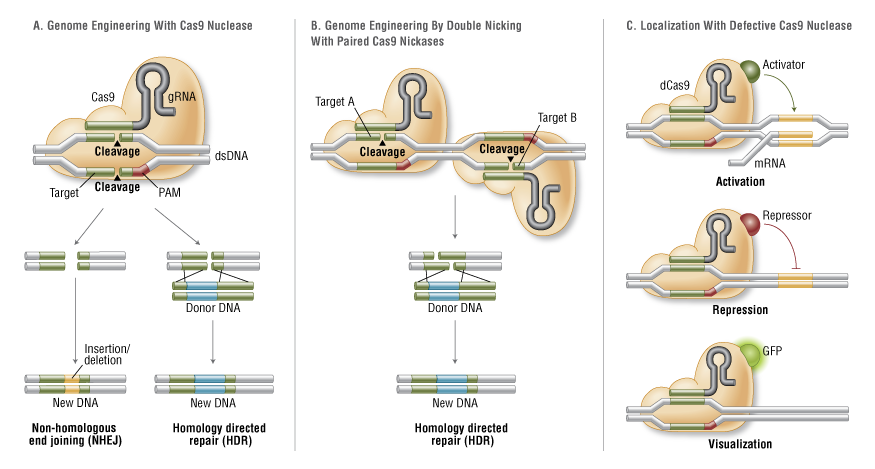 A. Genome Engineering With Cas9 Nuclease
Cas9
gRNA
Cleavage
dsDNA
Target
Cleavage
PAM
Donor DNA
Insertion/
deletion
New DNA
New DNA
Non-homologous
end joining (NHEJ)
Homology directed
repair (HDR)
B. Genome Engineering By Double Nicking
With Paired Cas9 Nickases
Target A
Target B
Cleavage
Cleavage
Donor DNA
New DNA
Homology directed
repair (HDR)
C. Localization With Defective Cas9 Nuclease
Activator
dCas9
mRNA
Activation
Repressor
Repression
GFP
Visualization